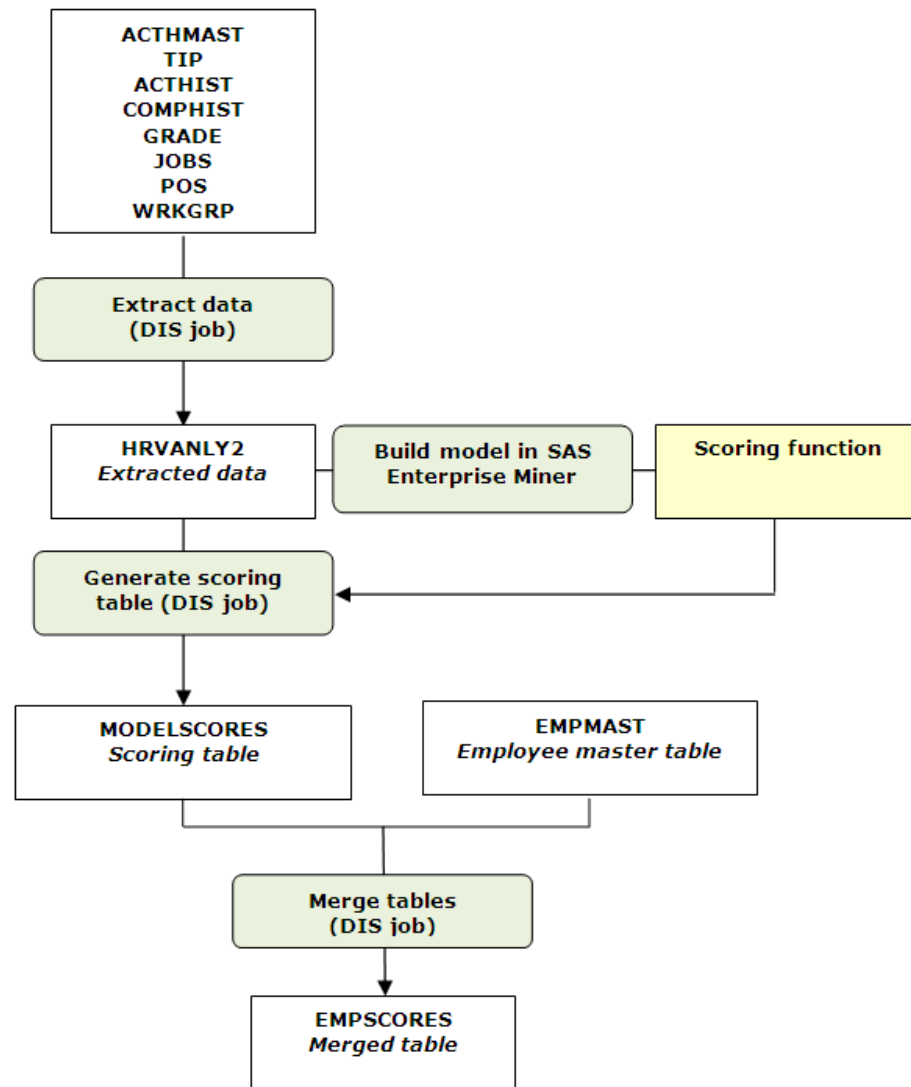 ACTHMAST
TIP
ACTHIST
COMPHIST
GRADE
JOBS
POS
WRKGRP
Extract data
(DIS job)
HRVANLY2
Extracted data
Build model in SAS
Enterprise Miner
Scoring function
Generate scoring
table (DIS job)
MODELSCORES
Scoring table
EMPMAST
Employee master table
Merge tables
(DIS job)
EMPSCORES
Merged table